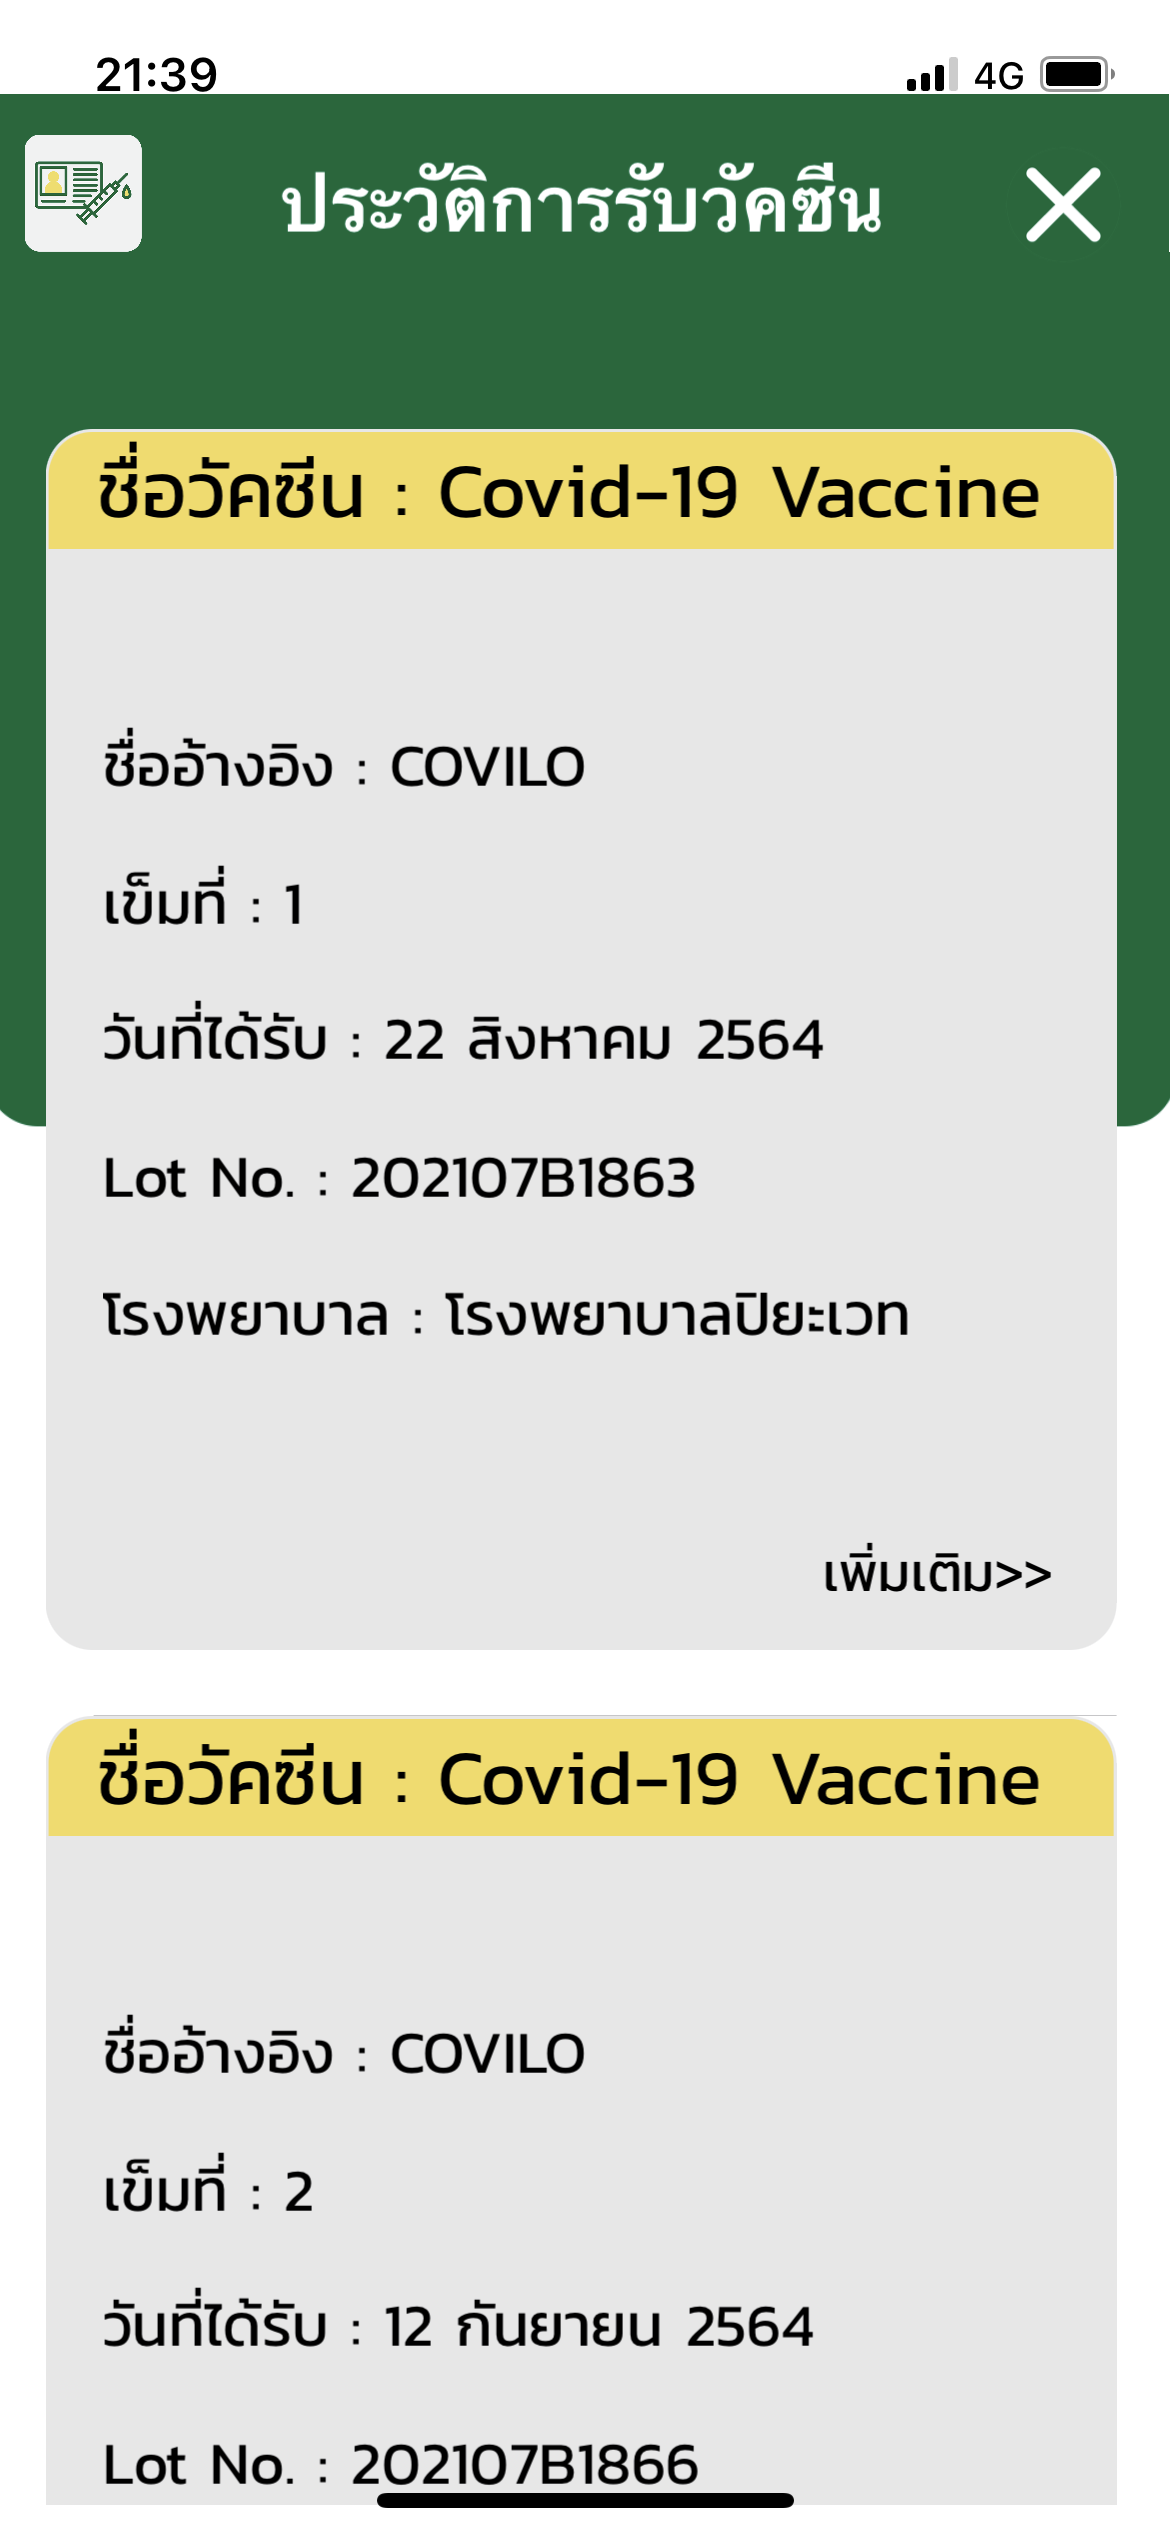 21:39
4G
ประวัติการรับวัคซีน
ชื่อวัคซีน : Covid-19 Vaccine
ชื่ออ้างอิง : COVILO
เข็มที่ : 1
วันที่ได้รับ : 22 สิงหาคม 2564
Lot No. : 202107B1863
โรงพยาบาล : โรงพยาบาลปิยะเวท
เพิ่มเติม>>
ชื่อวัคซีน : Covid-19 Vaccine
ชื่ออ้างอิง : COVILO
เข็มที่ : 2
วันที่ได้รับ : 12 กันยายน 2564
Lot No. : 202107B1866